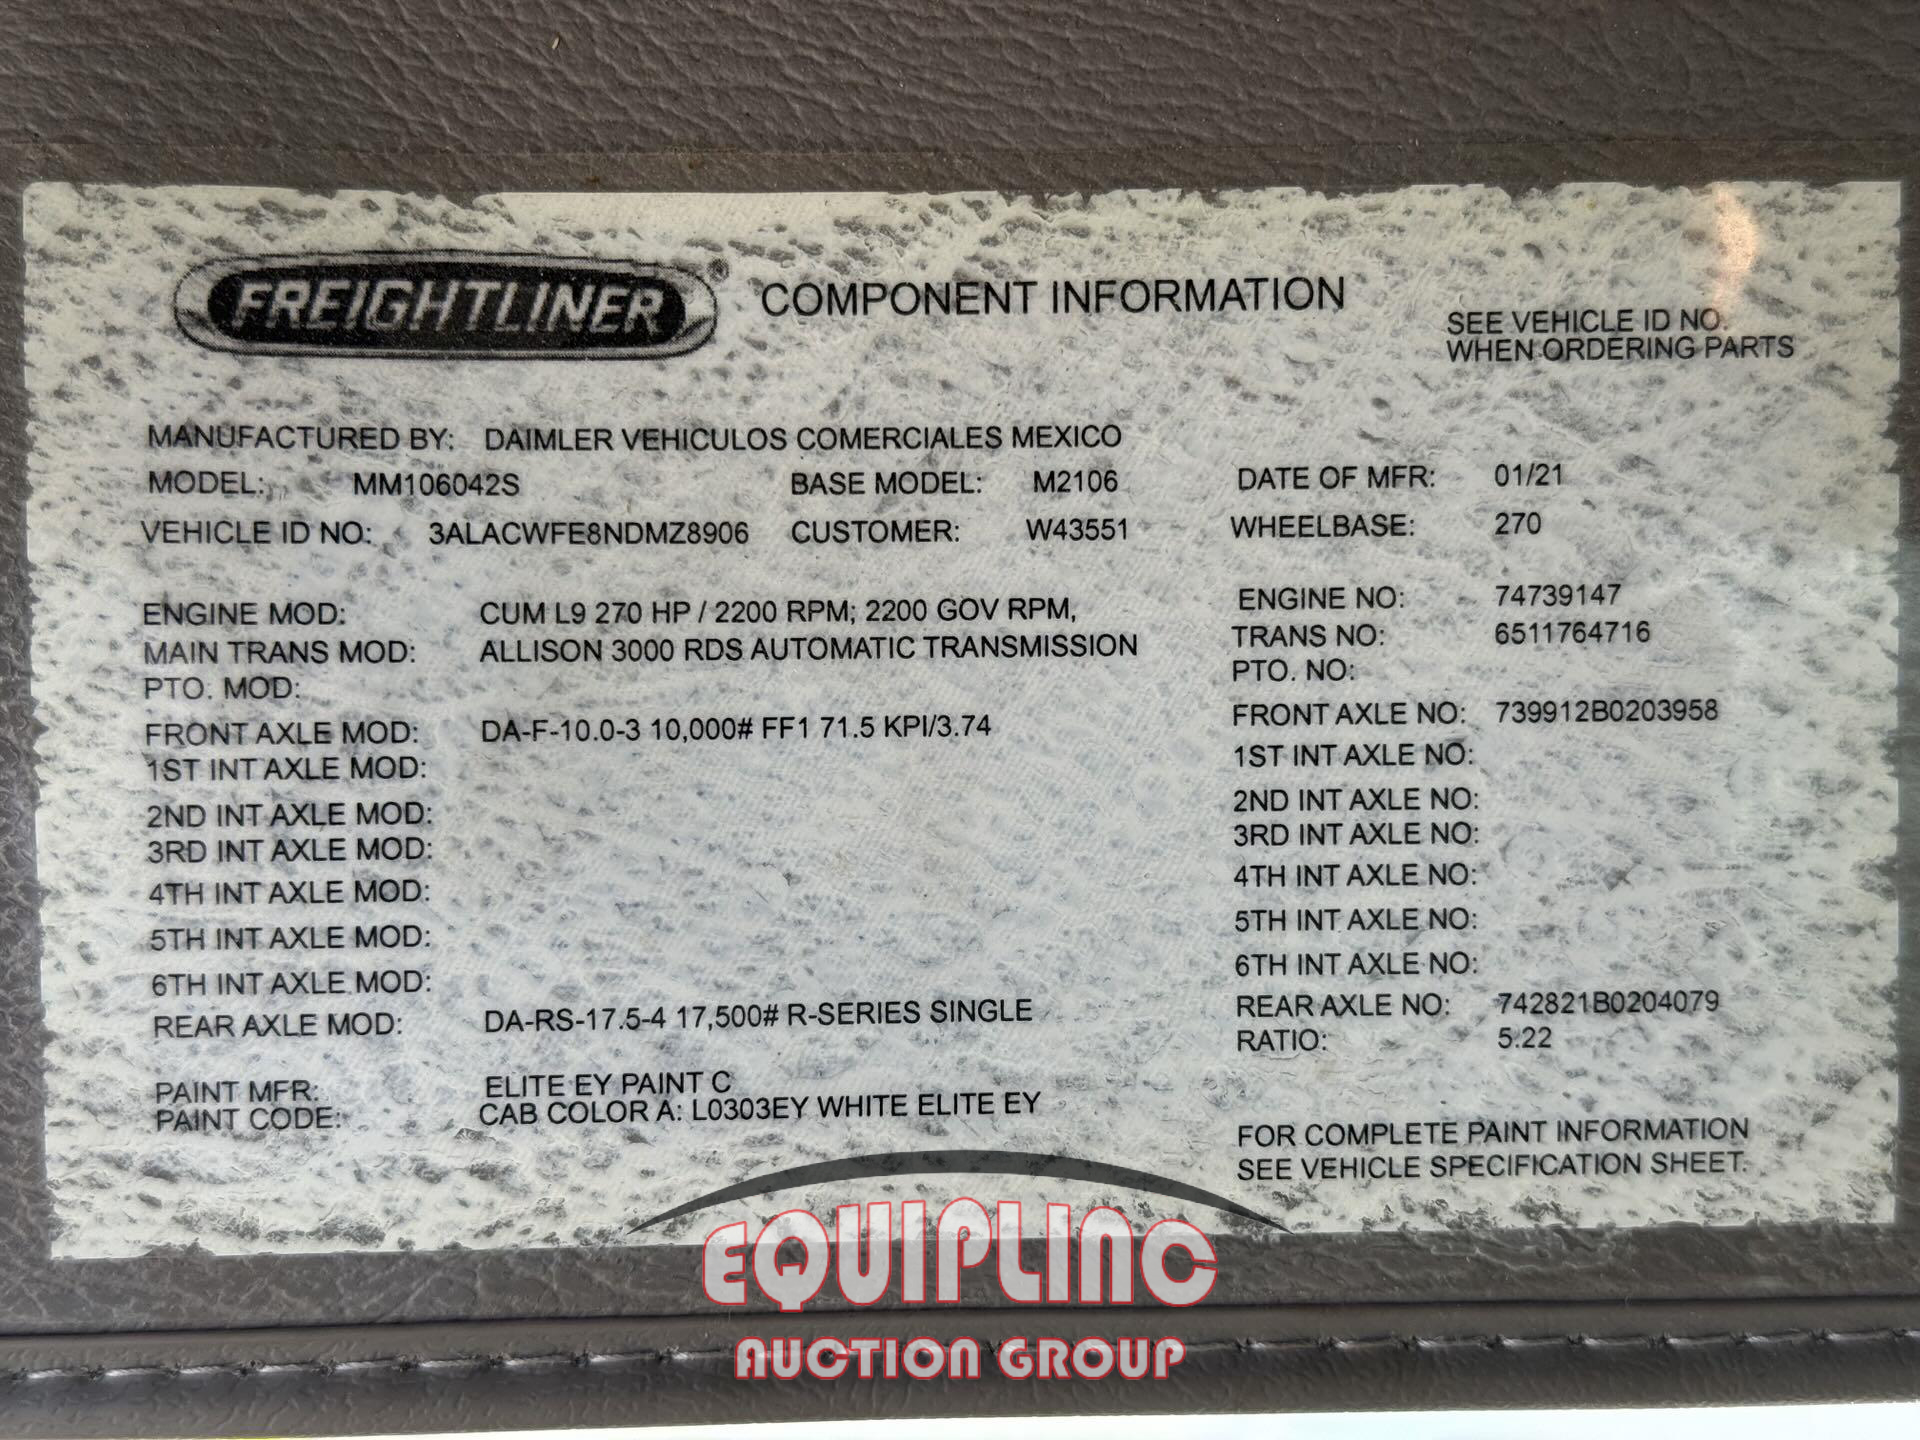 FREIGHTLINER® COMPONENT INFORMATION
SEE VEHICLE ID NO.
WHEN ORDERING PARTS
MANUFACTURED BY: DAIMLER VEHICULOS COMERCIALES MEXICO
MODEL: MM106042S BASE MODEL: M2106 DATE OF MFR: 01/21
VEHICLE ID NO: 3ALACWFE8NDMZ8906 CUSTOMER: W43551 WHEELBASE: 270
ENGINE MOD: CUM L9 270 HP / 2200 RPM; 2200 GOV RPM, ENGINE NO: 74739147
MAIN TRANS MOD: ALLISON 3000 RDS AUTOMATIC TRANSMISSION TRANS NO: 6511764716
PTO. MOD: PTO. NO:
FRONT AXLE MOD: DA-F-10.0-3 10,000# FF1 71.5 KPI/3.74 FRONT AXLE NO: 739912B0203958
1ST INT AXLE MOD: 1ST INT AXLE NO:
2ND INT AXLE MOD: 2ND INT AXLE NO:
3RD INT AXLE MOD: 3RD INT AXLE NO:
4TH INT AXLE MOD: 4TH INT AXLE NO:
5TH INT AXLE MOD: 5TH INT AXLE NO:
6TH INT AXLE MOD: 6TH INT AXLE NO:
REAR AXLE MOD: DA-RS-17.5-4 17,500# R-SERIES SINGLE REAR AXLE NO: 742821B0204079
RATIO: 5.22
PAINT MFR: ELITE EY PAINT C
PAINT CODE: CAB COLOR A: L0303EY WHITE ELITE EY
FOR COMPLETE PAINT INFORMATION
SEE VEHICLE SPECIFICATION SHEET.
EQUIPLINC
AUCTION GROUP